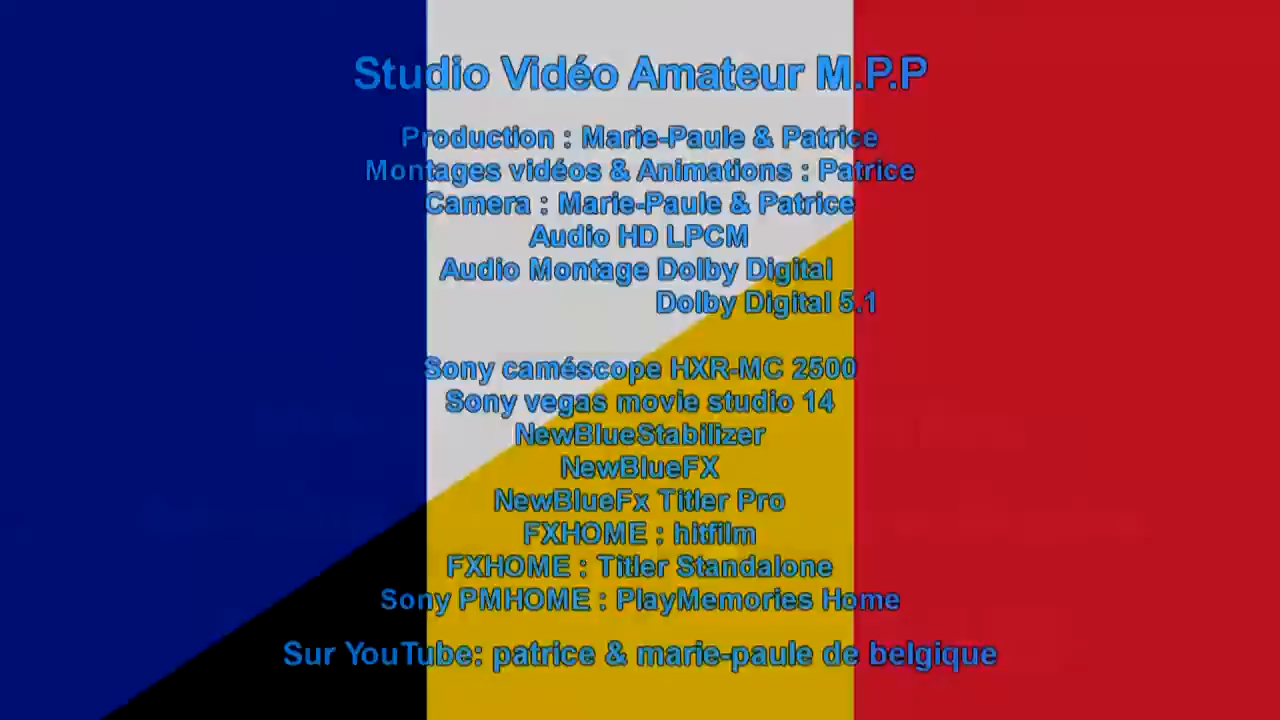 Studio Vidéo Amateur M.P.P
Production : Marie-Paule & Patrice
Montages vidéos & Animations : Patrice
Camera : Marie-Paule & Patrice
Audio HD LPCM
Audio Montage Dolby Digital
Dolby Digital 5.1
Sony caméscope HXR-MC 2500
Sony vegas movie studio 14
NewBlueStabilizer
NewBlueFX
NewBlueFx Titler Pro
FXHOME : hitfilm
FXHOME : Titler Standalone
Sony PMHOME : PlayMemories Home
Sur YouTube: patrice & marie-paule de belgique